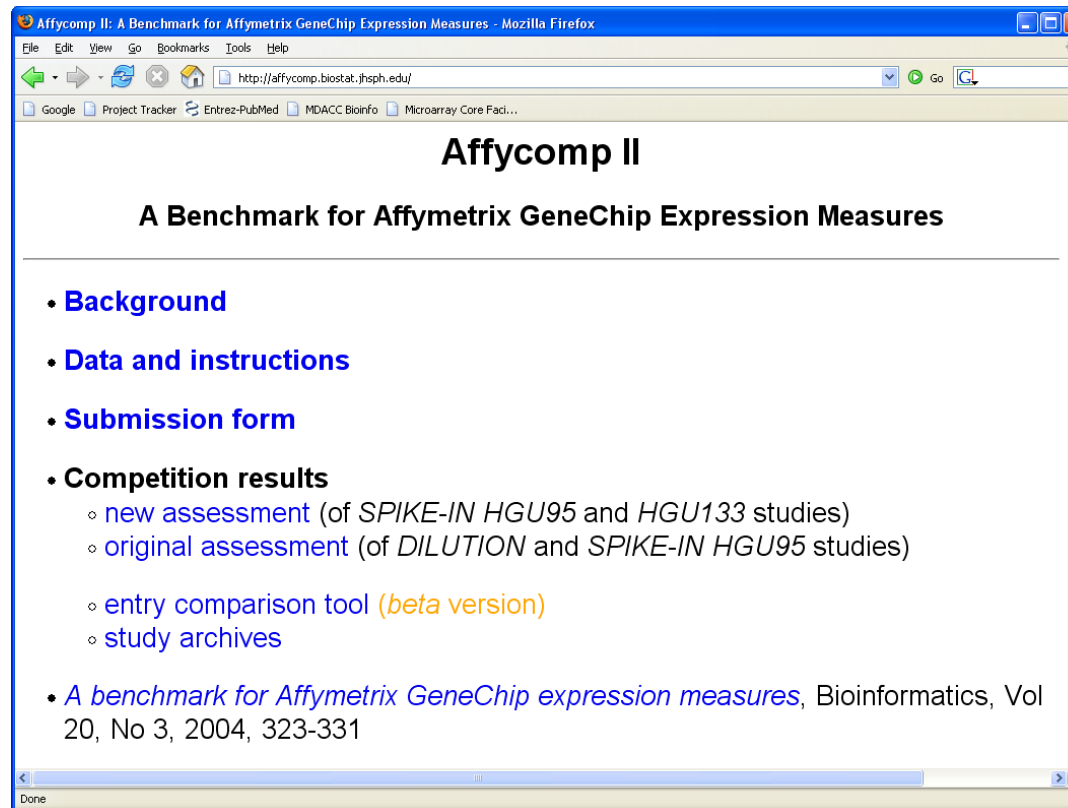 Affycomp II: A Benchmark for Affymetrix GeneChip Expression Measures - Mozilla Firefox
File Edit View Go Bookmarks Tools Help
http://affycomp.biostat.jhsph.edu/ Go G
Google Project Tracker Entrez-PubMed MDACC Bioinfo Microarray Core Faci...
Affycomp II
A Benchmark for Affymetrix GeneChip Expression Measures
Background
Data and instructions
Submission form
Competition results
new assessment (of SPIKE-IN HGU95 and HGU133 studies)
original assessment (of DILUTION and SPIKE-IN HGU95 studies)
entry comparison tool (beta version)
study archives
A benchmark for Affymetrix GeneChip expression measures, Bioinformatics, Vol
20, No 3, 2004, 323-331
Done